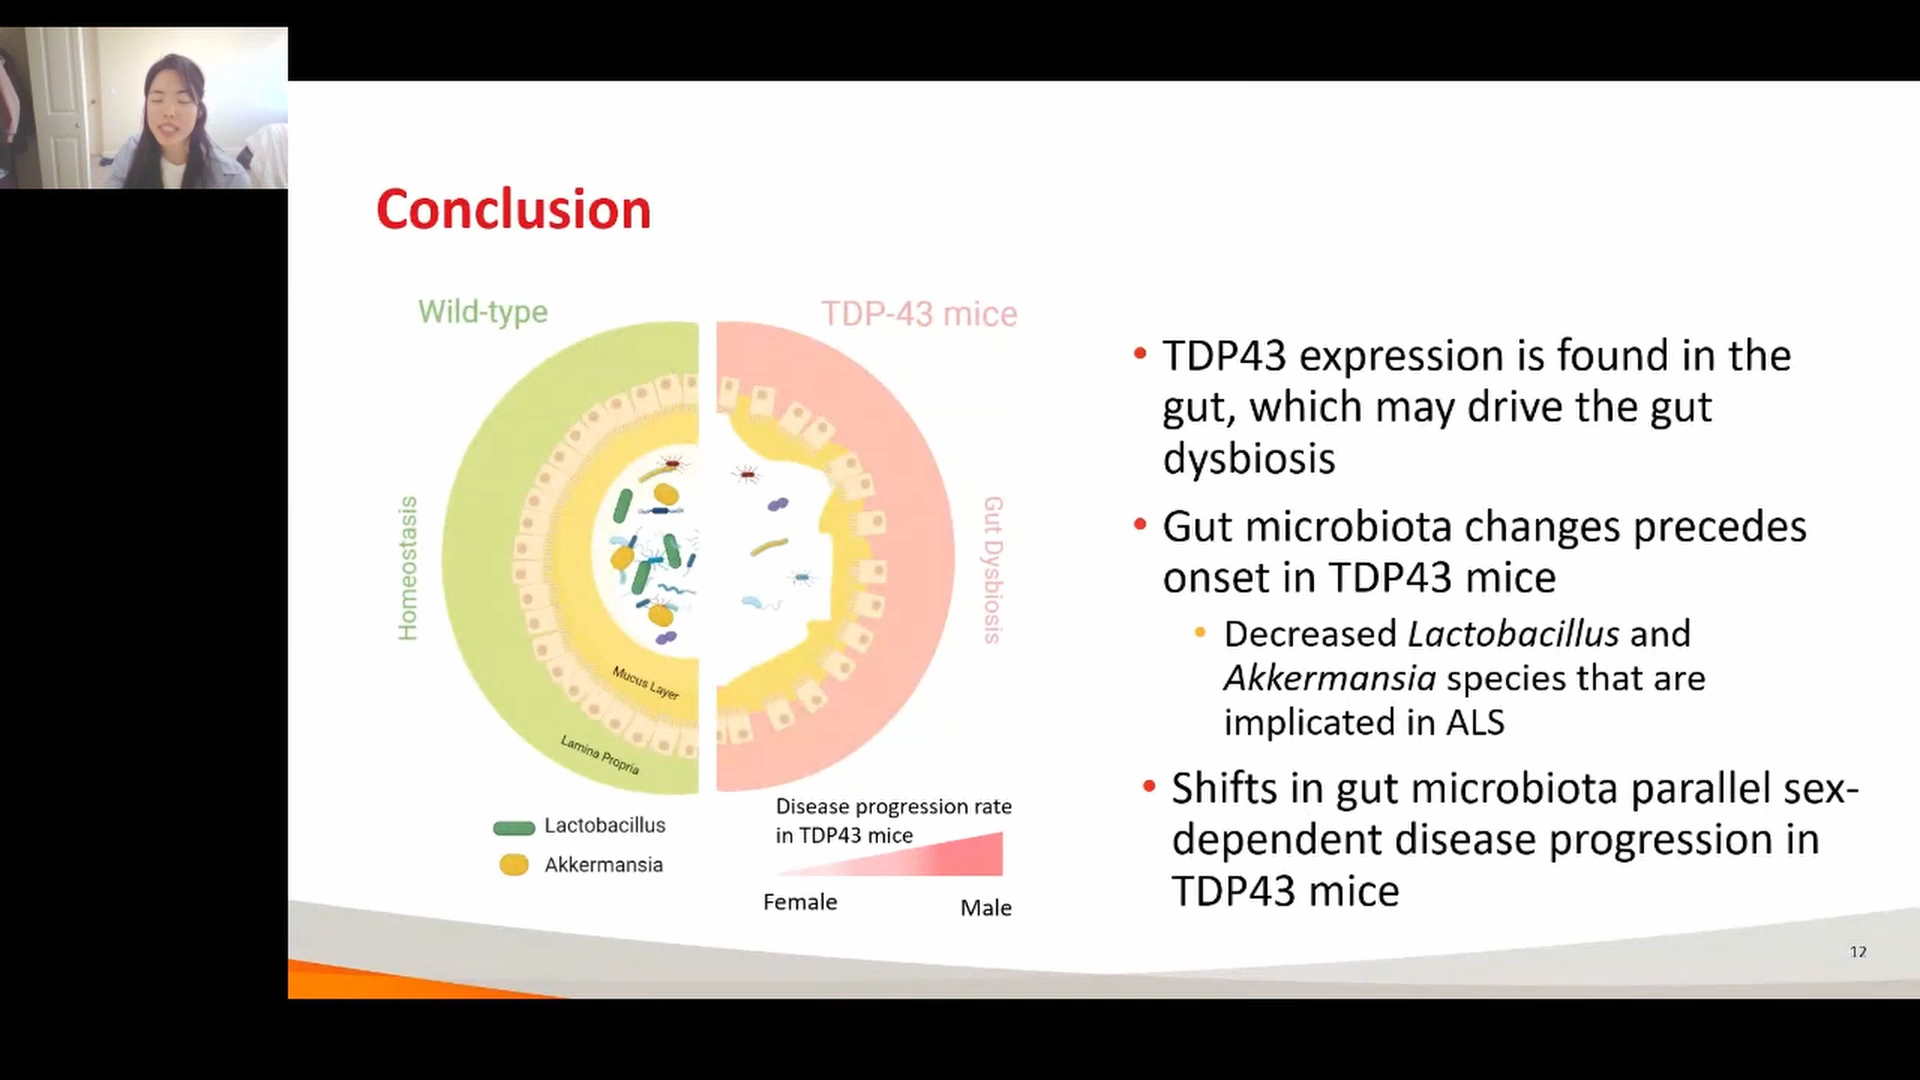 Conclusion
Wild-type
TDP-43 mice
Homeostasis
Gut Dysbiosis
Mucus Layer
Lamina Propria
Lactobacillus
Akkermansia
Disease progression rate
in TDP43 mice
Female
Male
• TDP43 expression is found in the
gut, which may drive the gut
dysbiosis
• Gut microbiota changes precedes
onset in TDP43 mice
• Decreased Lactobacillus and
Akkermansia species that are
implicated in ALS
• Shifts in gut microbiota parallel sex-
dependent disease progression in
TDP43 mice
12